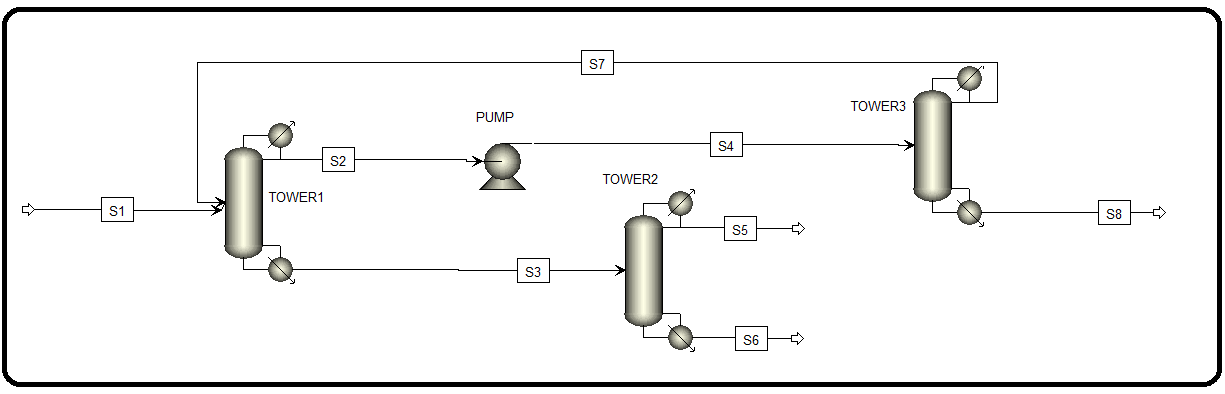 S7
TOWER3
PUMP
S4
S2
TOWER2
TOWER1
S1
S8
S5
S3
S6